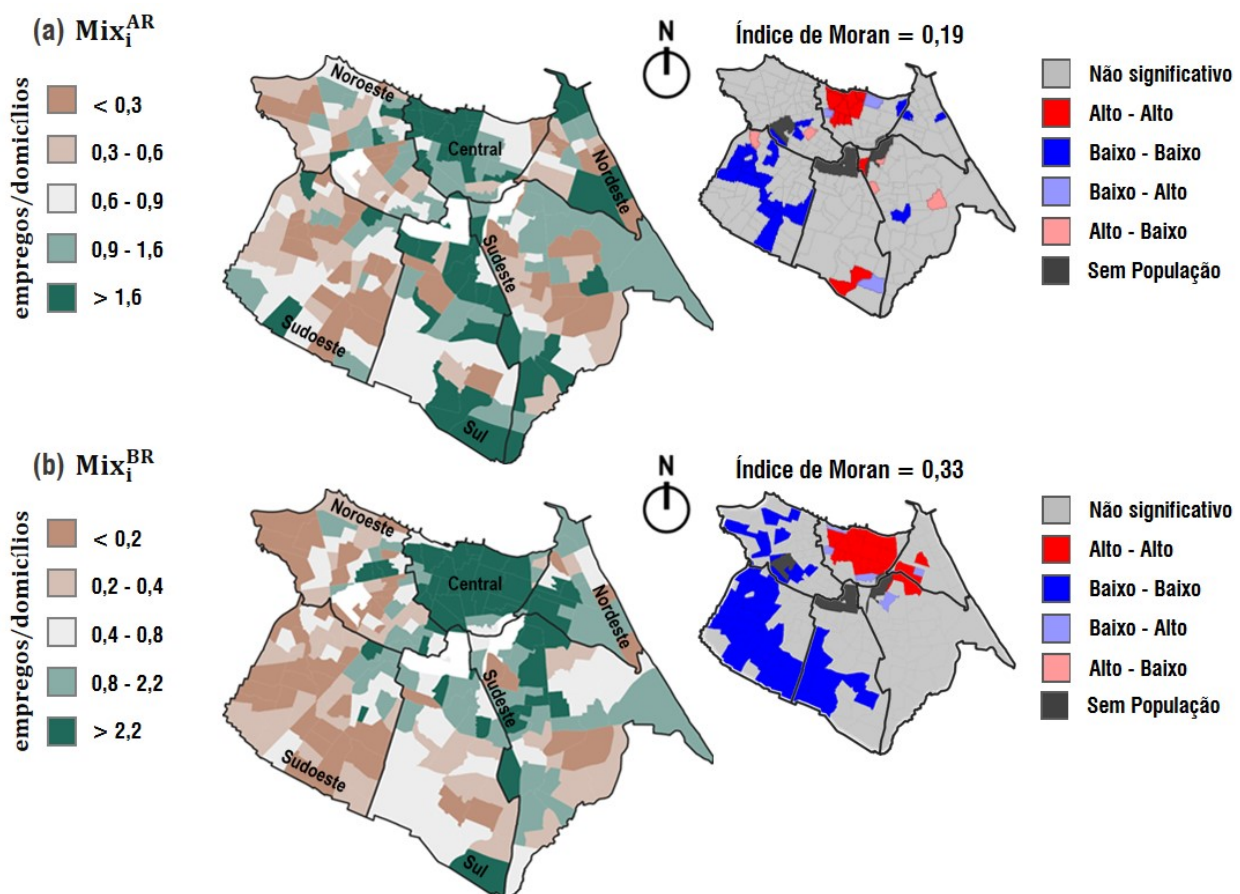 (a) Mixᵢᴬᴿ
empregos/domicílios
< 0,3
0,3 - 0,6
0,6 - 0,9
0,9 - 1,6
> 1,6
Noroeste
Central
Nordeste
Sudeste
Sudoeste
Sul
N
Índice de Moran = 0,19
Não significativo
Alto - Alto
Baixo - Baixo
Baixo - Alto
Alto - Baixo
Sem População
(b) Mixᵢᴮᴿ
empregos/domicílios
< 0,2
0,2 - 0,4
0,4 - 0,8
0,8 - 2,2
> 2,2
Noroeste
Central
Nordeste
Sudeste
Sudoeste
Sul
N
Índice de Moran = 0,33
Não significativo
Alto - Alto
Baixo - Baixo
Baixo - Alto
Alto - Baixo
Sem População